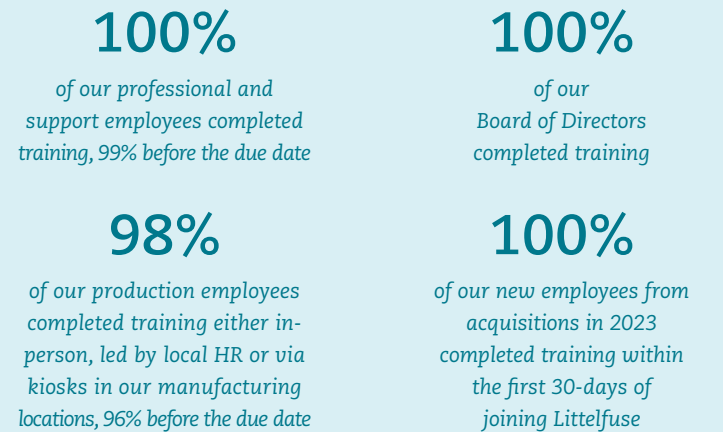 100%
of our professional and
support employees completed
training, 99% before the due date
100%
of our
Board of Directors
completed training
98%
of our production employees
completed training either in-
person, led by local HR or via
kiosks in our manufacturing
locations, 96% before the due date
100%
of our new employees from
acquisitions in 2023
completed training within
the first 30-days of
joining Littelfuse